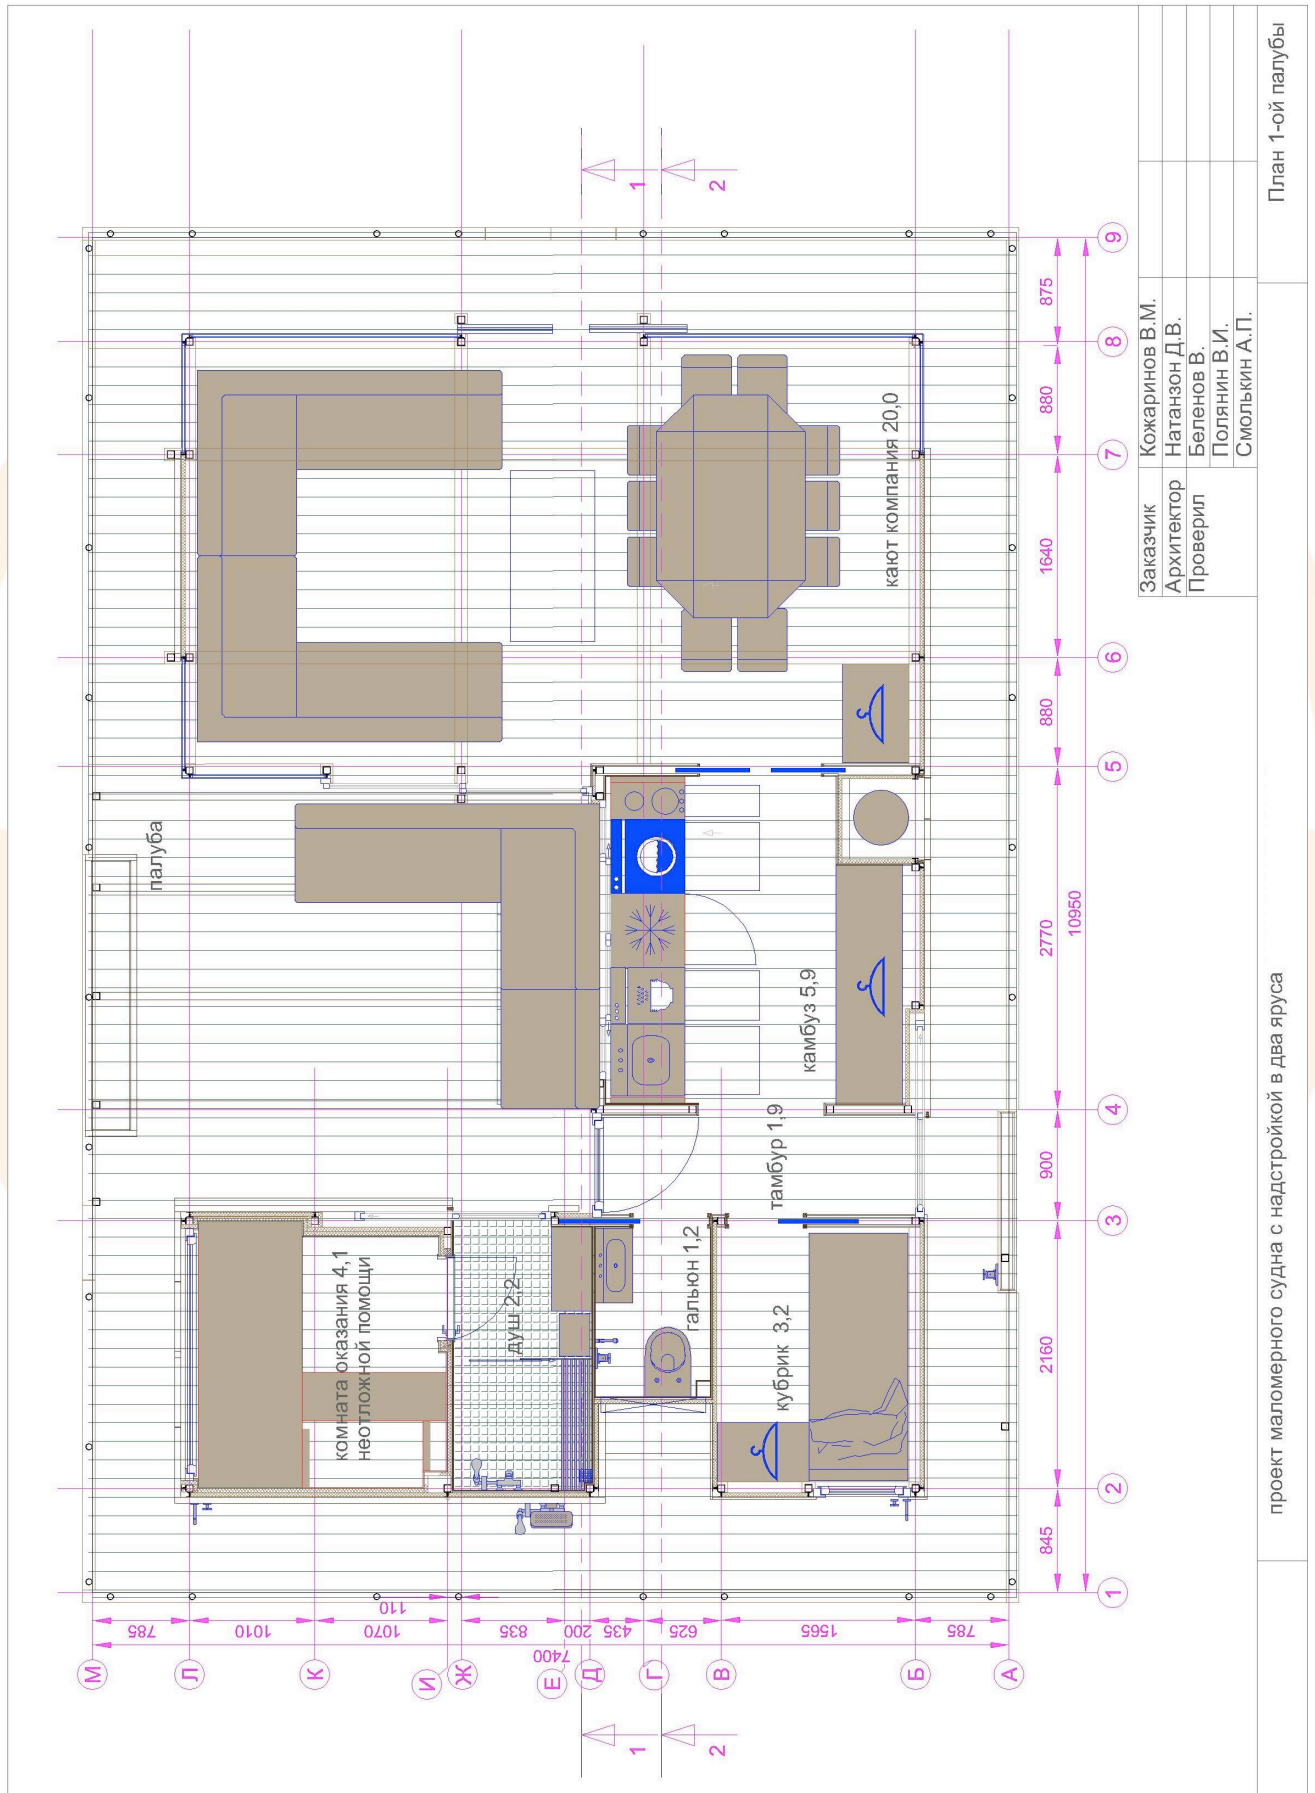 План 1-ой палубы
Заказчик Кожаринов В.М.
Архитектор Натанзон Д.В.
Проверил Беленов В.
Полянин В.И.
Смолькин А.П.
проект маломерного судна с надстройкой в два яруса
палуба
кают компания 20,0
камбуз 5,9
тамбур 1,9
гальюн 1,2
душ 2,2
кубрик 3,2
комната оказания 4,1
неотложной помощи
1
2
1
2
1
2
3
4
5
6
7
8
9
845
2160
900
2770
880
1640
880
875
10950
М
Л
К
И
Ж
Е
Д
Г
В
Б
А
785
1010
1070
110
835
200
435
625
1565
785
7400